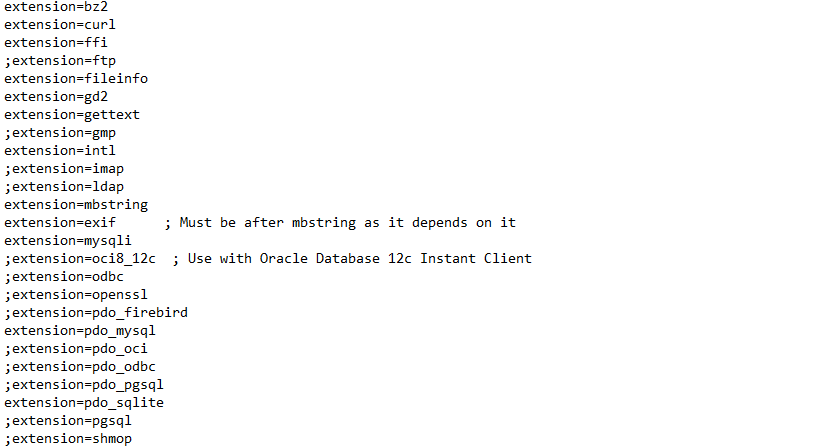 extension=bz2
extension=curl
extension=ffi
;extension=ftp
extension=fileinfo
extension=gd2
extension=gettext
;extension=gmp
extension=intl
;extension=imap
;extension=ldap
extension=mbstring
extension=exif      ; Must be after mbstring as it depends on it
extension=mysqli
;extension=oci8_12c  ; Use with Oracle Database 12c Instant Client
;extension=odbc
;extension=openssl
;extension=pdo_firebird
extension=pdo_mysql
;extension=pdo_oci
;extension=pdo_odbc
;extension=pdo_pgsql
extension=pdo_sqlite
;extension=pgsql
;extension=shmop